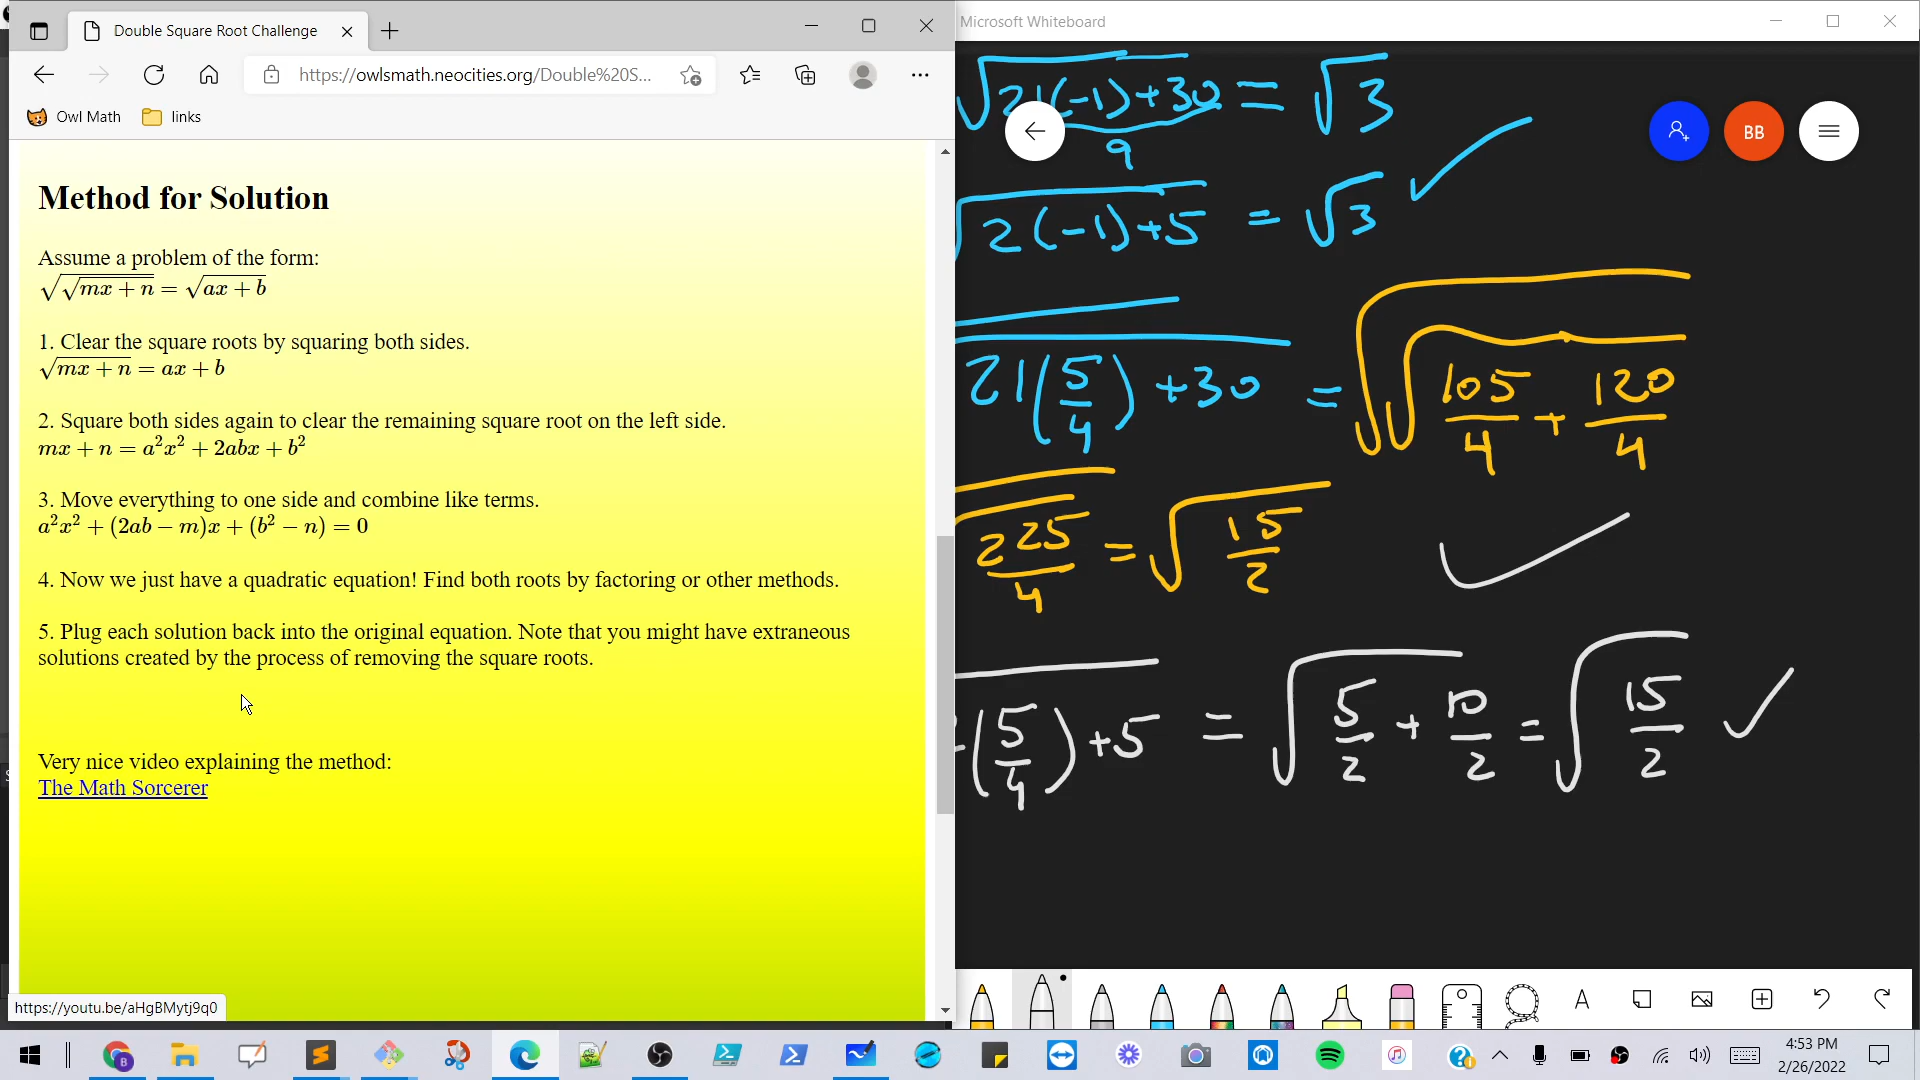 Double Square Root Challenge
Microsoft Whiteboard
https://owlsmath.neocities.org/Double%20S...
Owl Math
links
Method for Solution
Assume a problem of the form:
√√mx + n = √ax + b
1. Clear the square roots by squaring both sides.
√mx + n = ax + b
2. Square both sides again to clear the remaining square root on the left side.
mx + n = a²x² + 2abx + b²
3. Move everything to one side and combine like terms.
a²x² + (2ab − m)x + (b² − n) = 0
4. Now we just have a quadratic equation! Find both roots by factoring or other methods.
5. Plug each solution back into the original equation. Note that you might have extraneous
solutions created by the process of removing the square roots.
Very nice video explaining the method:
The Math Sorcerer
https://youtu.be/aHgBMytj9q0
√21(-1)+30 = √3
9
√2(-1)+5 = √3
21(5/4)+30 = √√105/4 + 120/4
225/4 = √15/2
(5/4)+5 = √5/2 + 10/2 = √15/2
BB
4:53 PM
2/26/2022